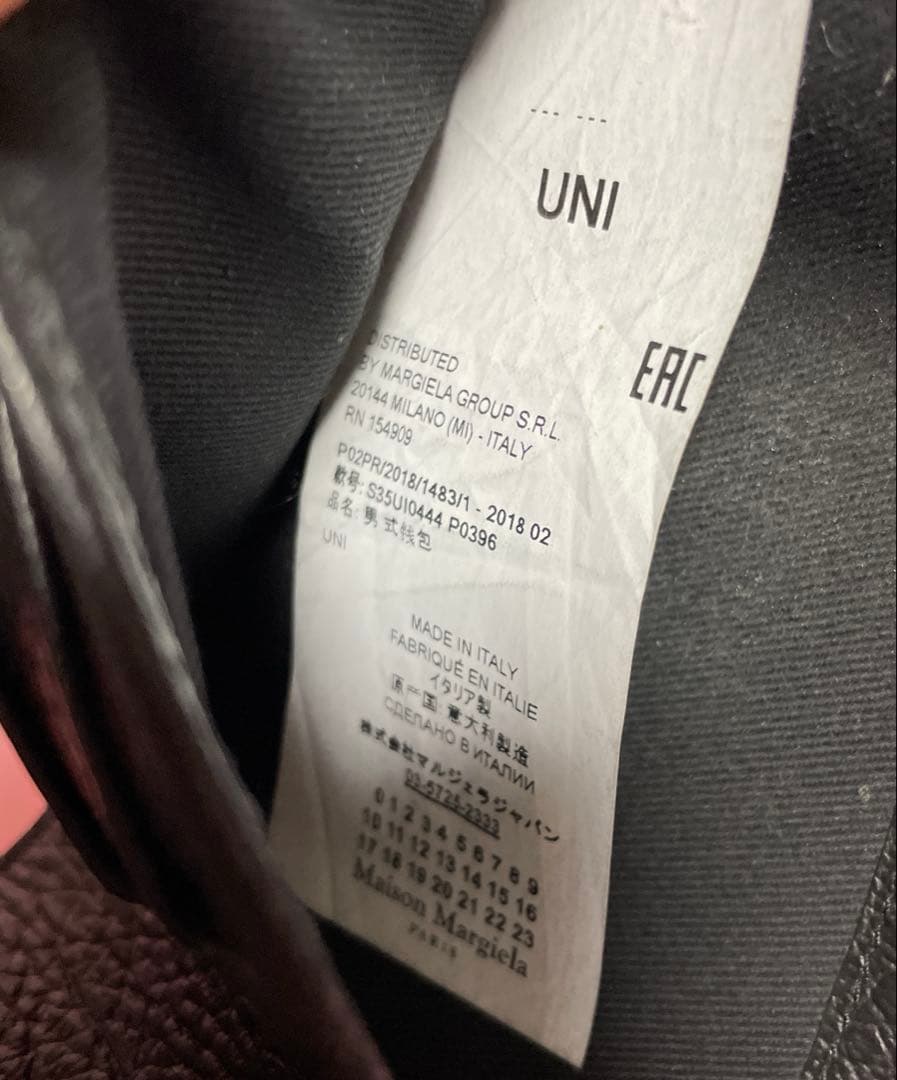 --- ---
UNI
EAC
DISTRIBUTED
BY MARGIELA GROUP S.R.L.
20144 MILANO (MI) - ITALY
RN 154909
P02PR/2018/1483/1 - 2018 02
款号: S35UI0444 P0396
品名: 男式钱包
UNI
MADE IN ITALY
FABRIQUÉ EN ITALIE
イタリア製
原产国 意大利製造
СДЕЛАНО В ИТАЛИИ
株式会社マルジェラジャパン
03-5725-2333
0 1 2 3 4 5 6 7 8 9
10 11 12 13 14 15 16
17 18 19 20 21 22 23
Maison Margiela
PARIS